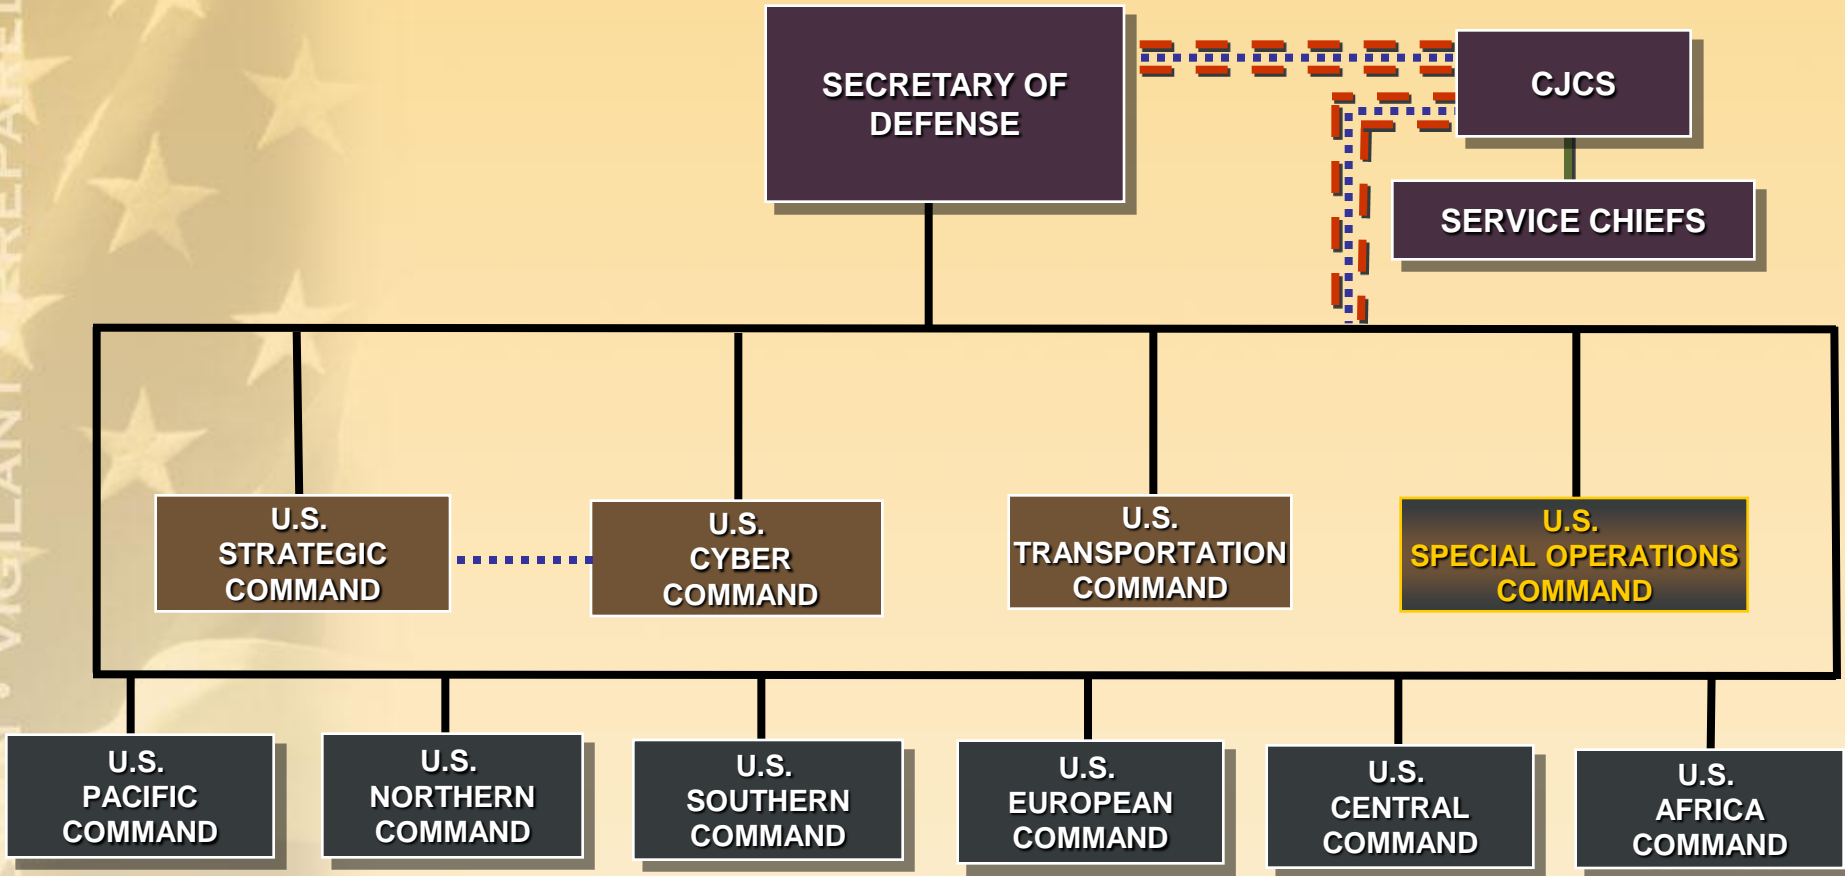 SECRETARY OF
DEFENSE
CJCS
SERVICE CHIEFS
U.S.
STRATEGIC
COMMAND
U.S.
CYBER
COMMAND
U.S.
TRANSPORTATION
COMMAND
U.S.
SPECIAL OPERATIONS
COMMAND
U.S.
PACIFIC
COMMAND
U.S.
NORTHERN
COMMAND
U.S.
SOUTHERN
COMMAND
U.S.
EUROPEAN
COMMAND
U.S.
CENTRAL
COMMAND
U.S.
AFRICA
COMMAND
VIGILANT